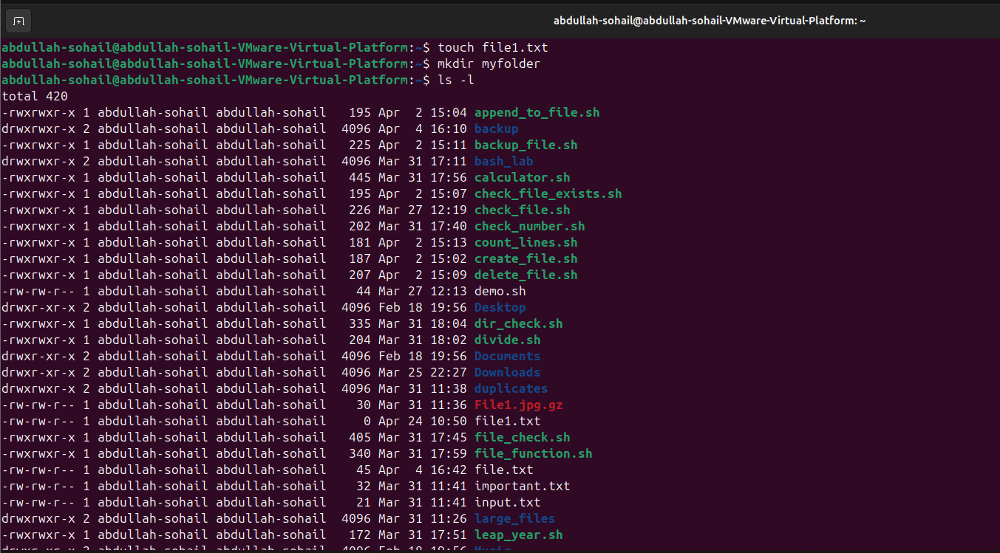 abdullah-sohail@abdullah-sohail-VMware-Virtual-Platform: ~
abdullah-sohail@abdullah-sohail-VMware-Virtual-Platform:~$ touch file1.txt
abdullah-sohail@abdullah-sohail-VMware-Virtual-Platform:~$ mkdir myfolder
abdullah-sohail@abdullah-sohail-VMware-Virtual-Platform:~$ ls -l
total 420
-rwxrwxr-x 1 abdullah-sohail abdullah-sohail   195 Apr  2 15:04 append_to_file.sh
drwxrwxr-x 2 abdullah-sohail abdullah-sohail  4096 Apr  4 16:10 backup
-rwxrwxr-x 1 abdullah-sohail abdullah-sohail   225 Apr  2 15:11 backup_file.sh
drwxrwxr-x 2 abdullah-sohail abdullah-sohail  4096 Mar 31 17:11 bash_lab
-rwxrwxr-x 1 abdullah-sohail abdullah-sohail   445 Mar 31 17:56 calculator.sh
-rwxrwxr-x 1 abdullah-sohail abdullah-sohail   195 Apr  2 15:07 check_file_exists.sh
-rwxrwxr-x 1 abdullah-sohail abdullah-sohail   226 Mar 27 12:19 check_file.sh
-rwxrwxr-x 1 abdullah-sohail abdullah-sohail   202 Mar 31 17:40 check_number.sh
-rwxrwxr-x 1 abdullah-sohail abdullah-sohail   181 Apr  2 15:13 count_lines.sh
-rwxrwxr-x 1 abdullah-sohail abdullah-sohail   187 Apr  2 15:02 create_file.sh
-rwxrwxr-x 1 abdullah-sohail abdullah-sohail   207 Apr  2 15:09 delete_file.sh
-rw-rw-r-- 1 abdullah-sohail abdullah-sohail    44 Mar 27 12:13 demo.sh
drwxr-xr-x 2 abdullah-sohail abdullah-sohail  4096 Feb 18 19:56 Desktop
-rwxrwxr-x 1 abdullah-sohail abdullah-sohail   335 Mar 31 18:04 dir_check.sh
-rwxrwxr-x 1 abdullah-sohail abdullah-sohail   204 Mar 31 18:02 divide.sh
drwxr-xr-x 2 abdullah-sohail abdullah-sohail  4096 Feb 18 19:56 Documents
drwxr-xr-x 2 abdullah-sohail abdullah-sohail  4096 Mar 25 22:27 Downloads
drwxrwxr-x 2 abdullah-sohail abdullah-sohail  4096 Mar 31 11:38 duplicates
-rw-rw-r-- 1 abdullah-sohail abdullah-sohail    30 Mar 31 11:36 File1.jpg.gz
-rw-rw-r-- 1 abdullah-sohail abdullah-sohail     0 Apr 24 10:50 file1.txt
-rwxrwxr-x 1 abdullah-sohail abdullah-sohail   405 Mar 31 17:45 file_check.sh
-rwxrwxr-x 1 abdullah-sohail abdullah-sohail   340 Mar 31 17:59 file_function.sh
-rw-rw-r-- 1 abdullah-sohail abdullah-sohail    45 Apr  4 16:42 file.txt
-rw-rw-r-- 1 abdullah-sohail abdullah-sohail    32 Mar 31 11:41 important.txt
-rw-rw-r-- 1 abdullah-sohail abdullah-sohail    21 Mar 31 11:41 input.txt
drwxrwxr-x 2 abdullah-sohail abdullah-sohail  4096 Mar 31 11:26 large_files
-rwxrwxr-x 1 abdullah-sohail abdullah-sohail   172 Mar 31 17:51 leap_year.sh
drwxr-xr-x 2 abdullah-sohail abdullah-sohail  4096 Feb 18 19:56 Music